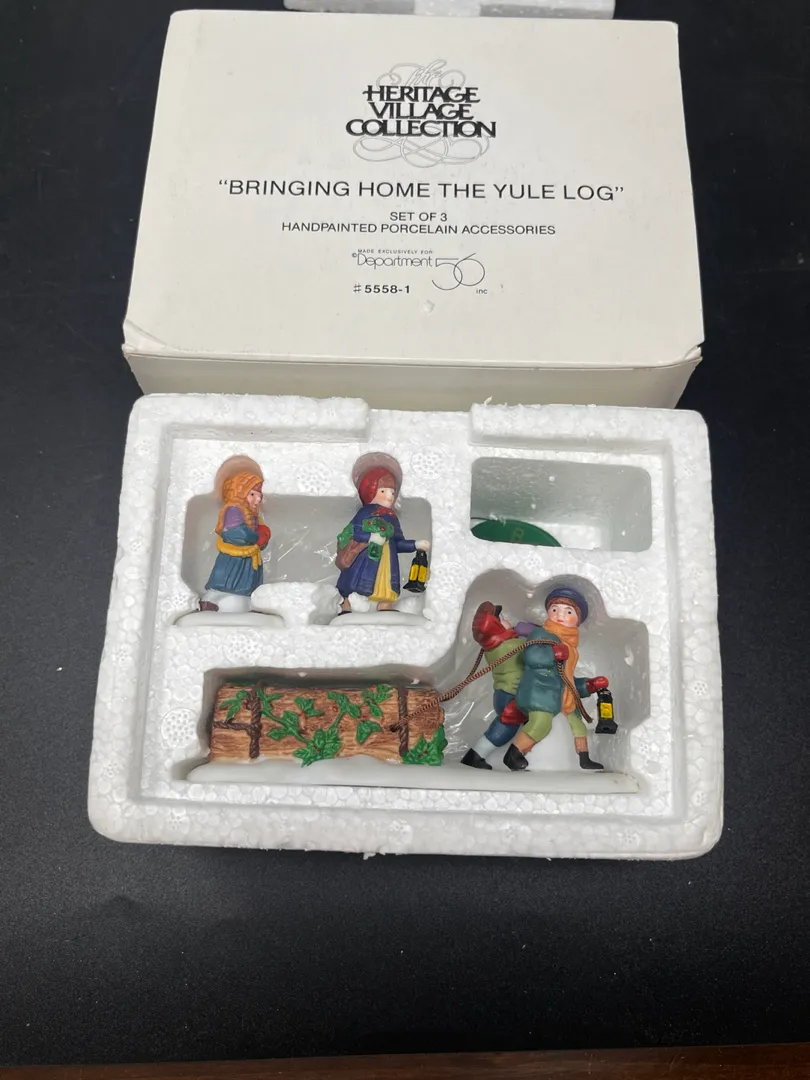 The
HERITAGE
VILLAGE
COLLECTION
"BRINGING HOME THE YULE LOG"
SET OF 3
HANDPAINTED PORCELAIN ACCESSORIES
MADE EXCLUSIVELY FOR
©Department 56 inc
#5558-1